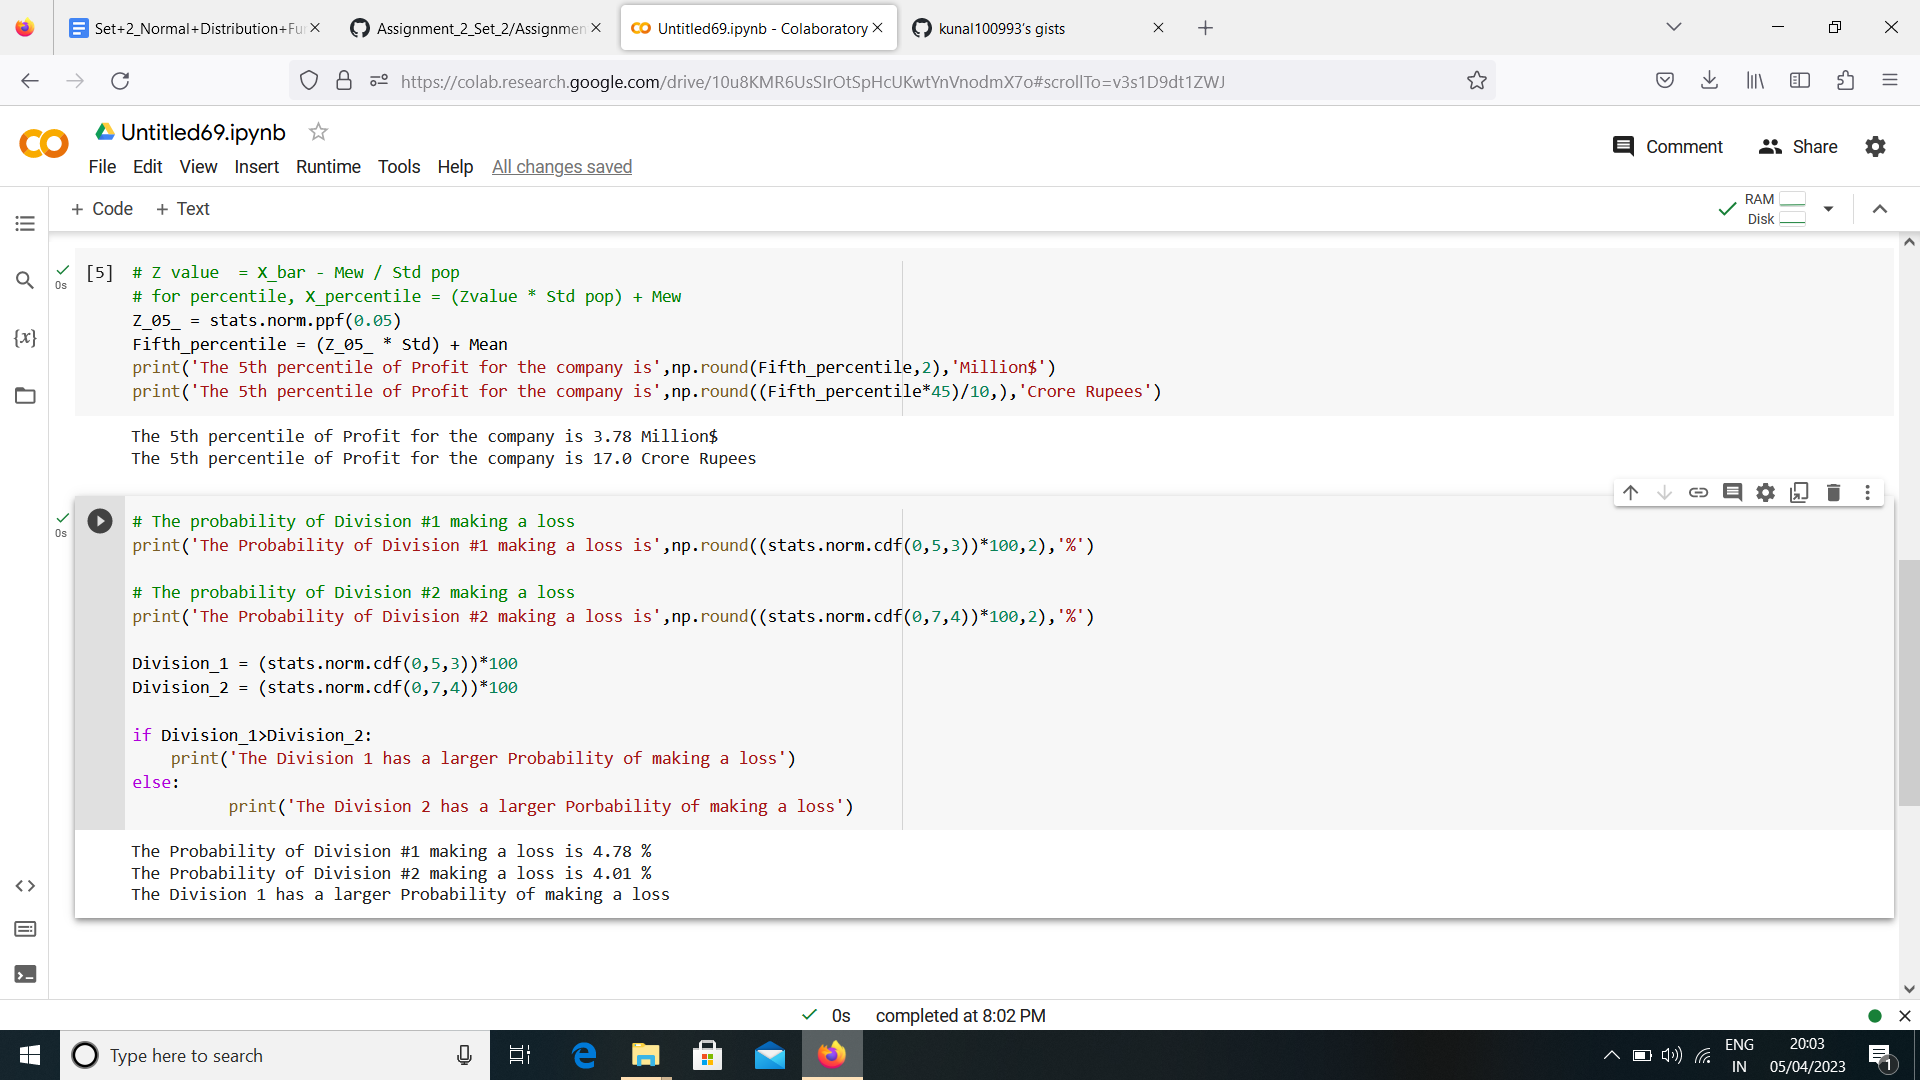 Set+2_Normal+Distribution+Fu
Assignment_2_Set_2/Assignmen
Untitled69.ipynb - Colaboratory
kunal100993's gists
https://colab.research.google.com/drive/10u8KMR6UsSIrOtSpHcUKwtYnVnodmX7o#scrollTo=v3s1D9dt1ZWJ
Untitled69.ipynb
Comment
Share
File Edit View Insert Runtime Tools Help All changes saved
+ Code + Text
RAM
Disk
[5] # Z value  = X_bar - Mew / Std pop
0s
# for percentile, X_percentile = (Zvalue * Std pop) + Mew
Z_05_ = stats.norm.ppf(0.05)
Fifth_percentile = (Z_05_ * Std) + Mean
print('The 5th percentile of Profit for the company is',np.round(Fifth_percentile,2),'Million$')
print('The 5th percentile of Profit for the company is',np.round((Fifth_percentile*45)/10,),'Crore Rupees')
The 5th percentile of Profit for the company is 3.78 Million$
The 5th percentile of Profit for the company is 17.0 Crore Rupees
# The probability of Division #1 making a loss
0s
print('The Probability of Division #1 making a loss is',np.round((stats.norm.cdf(0,5,3))*100,2),'%')
# The probability of Division #2 making a loss
print('The Probability of Division #2 making a loss is',np.round((stats.norm.cdf(0,7,4))*100,2),'%')
Division_1 = (stats.norm.cdf(0,5,3))*100
Division_2 = (stats.norm.cdf(0,7,4))*100
if Division_1>Division_2:
    print('The Division 1 has a larger Probability of making a loss')
else:
          print('The Division 2 has a larger Porbability of making a loss')
The Probability of Division #1 making a loss is 4.78 %
The Probability of Division #2 making a loss is 4.01 %
The Division 1 has a larger Probability of making a loss
0s completed at 8:02 PM
Type here to search
ENG
IN
20:03
05/04/2023
1